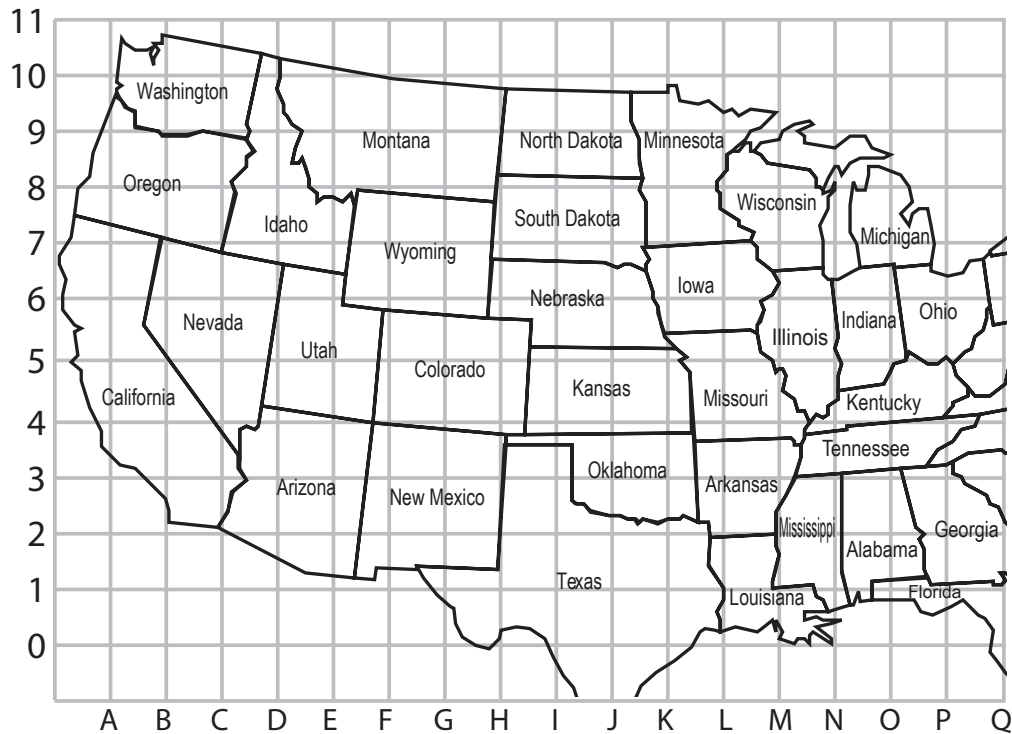 11
10
Washington
9
Montana
North Dakota
Minnesota
Oregon
8
Wisconsin
Idaho
South Dakota
7
Michigan
Wyoming
Iowa
6
Nebraska
Nevada
Illinois
Indiana
Ohio
Utah
5
Colorado
Kansas
California
Missouri
Kentucky
4
Tennessee
Oklahoma
3
Arizona
New Mexico
Arkansas
2
Mississippi
Georgia
Alabama
1
Texas
Louisiana
Florida
0
A B C D E F G H I J K L M N O P Q